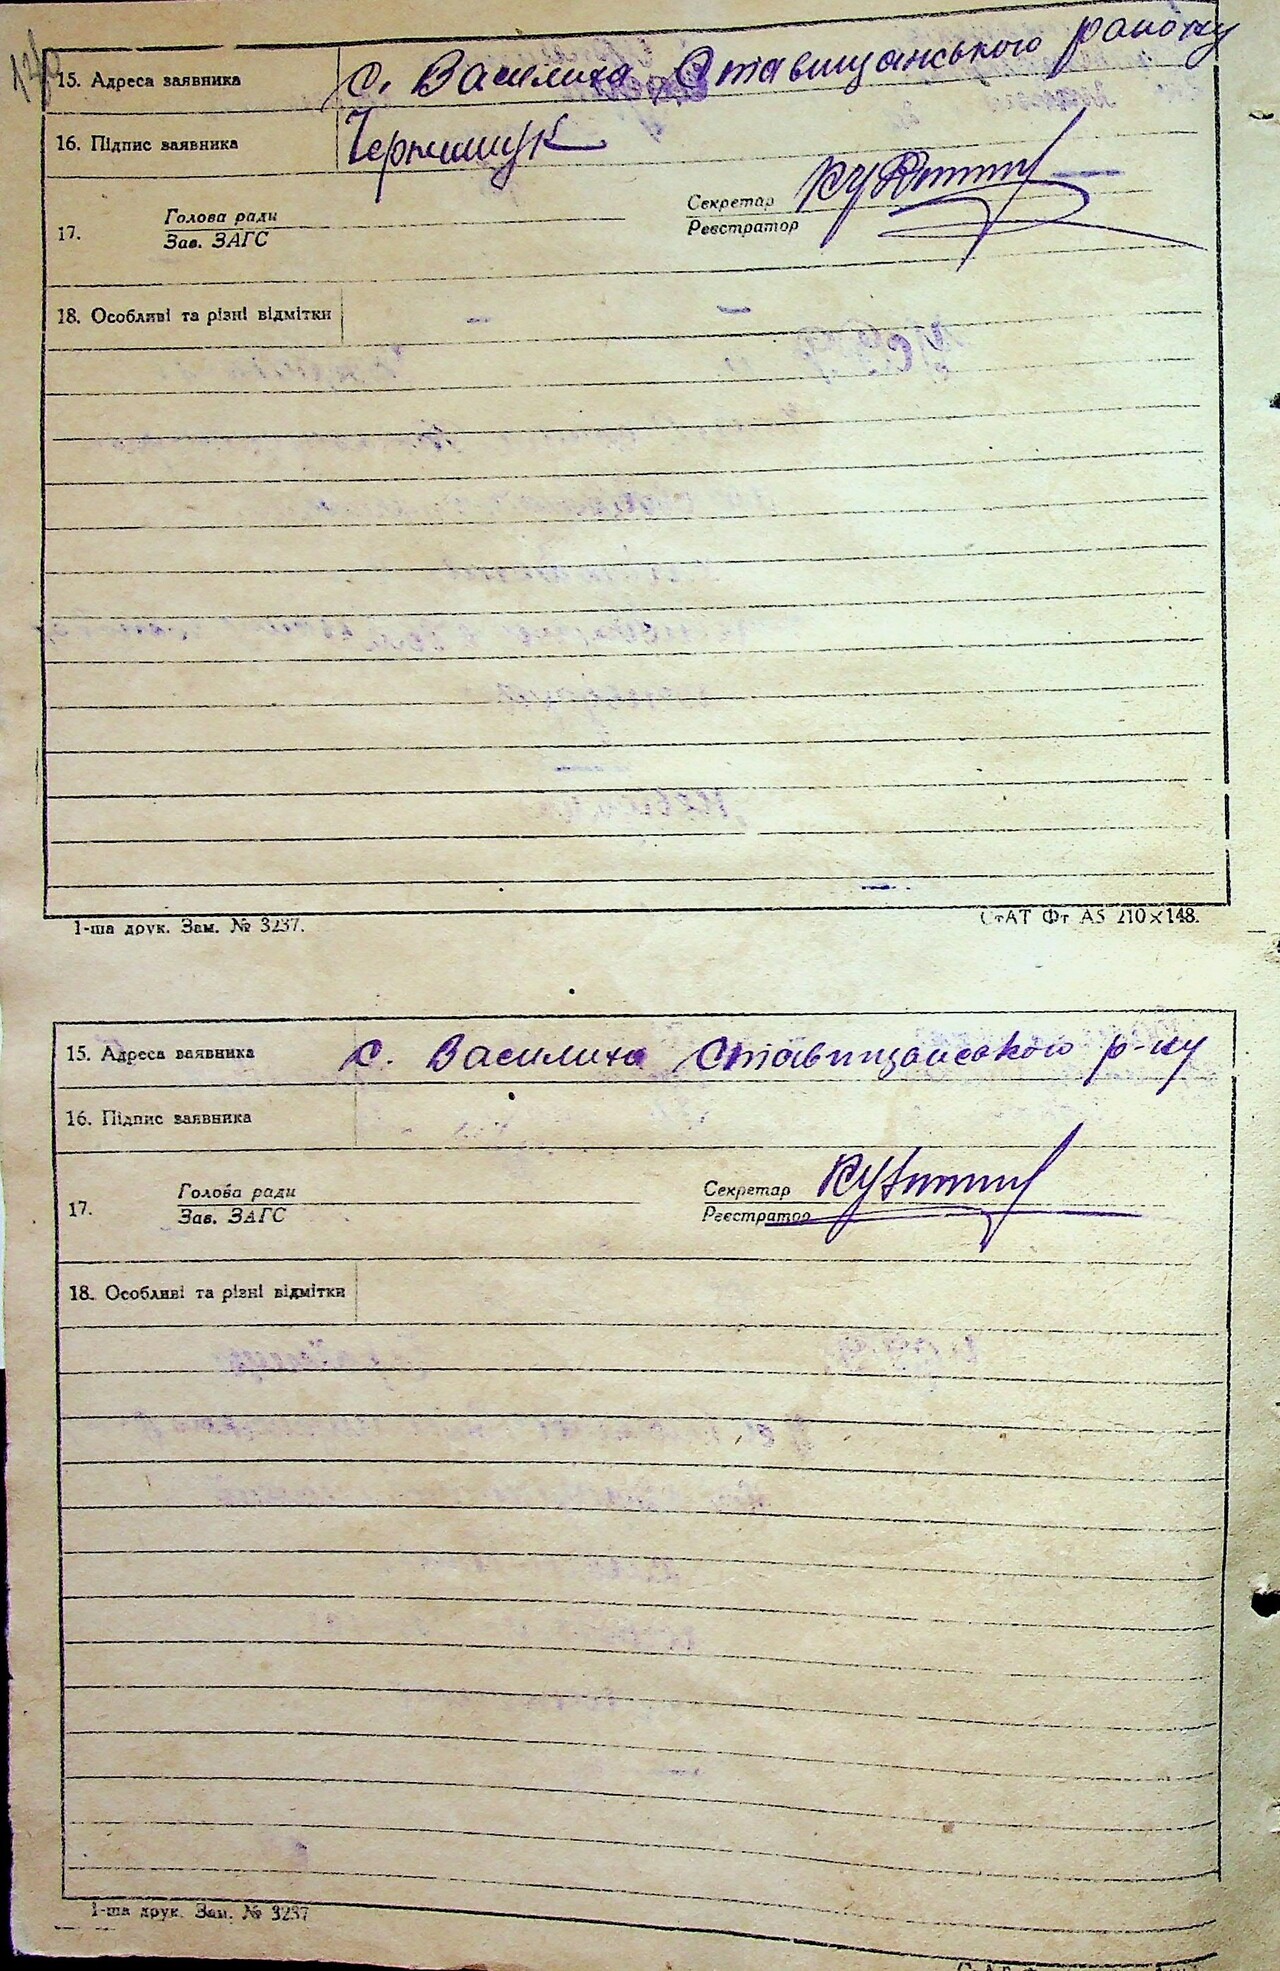 15. Адреса заявника с. Василиха Ставищанського району
16. Підпис заявника
17. Голова ради Секретар
Зав. ЗАГС Реєстратор
18. Особливі та різні відмітки
1-ша друк. Зам. № 3237. СтАТ Фт А5 210×148.
15. Адреса заявника с. Василиха Ставищанського р-ну
16. Підпис заявника
17. Голова ради Секретар
Зав. ЗАГС Реєстратор
18. Особливі та різні відмітки
1-ша друк. Зам. № 3237